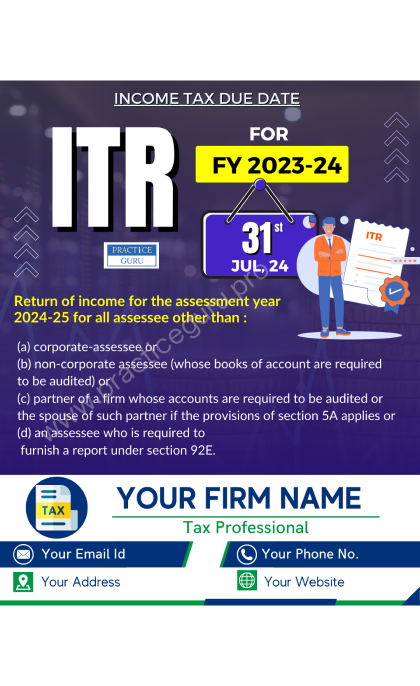 INCOME TAX DUE DATE
ITR
FOR
FY 2023-24
31st
JUL, 24
ITR
PRACTICE
GURU
Return of income for the assessment year
2024-25 for all assessee other than :
(a) corporate-assessee or
(b) non-corporate assessee (whose books of account are required
to be audited) or
(c) partner of a firm whose accounts are required to be audited or
the spouse of such partner if the provisions of section 5A applies or
(d) an assessee who is required to
furnish a report under section 92E.
TAX
YOUR FIRM NAME
Tax Professional
Your Email Id
Your Phone No.
Your Address
Your Website